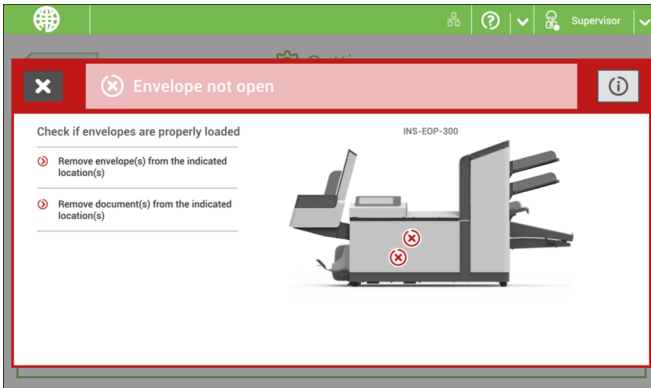 Supervisor
Envelope not open
Check if envelopes are properly loaded
INS-EOP-300
Remove envelope(s) from the indicated
location(s)
Remove document(s) from the indicated
location(s)